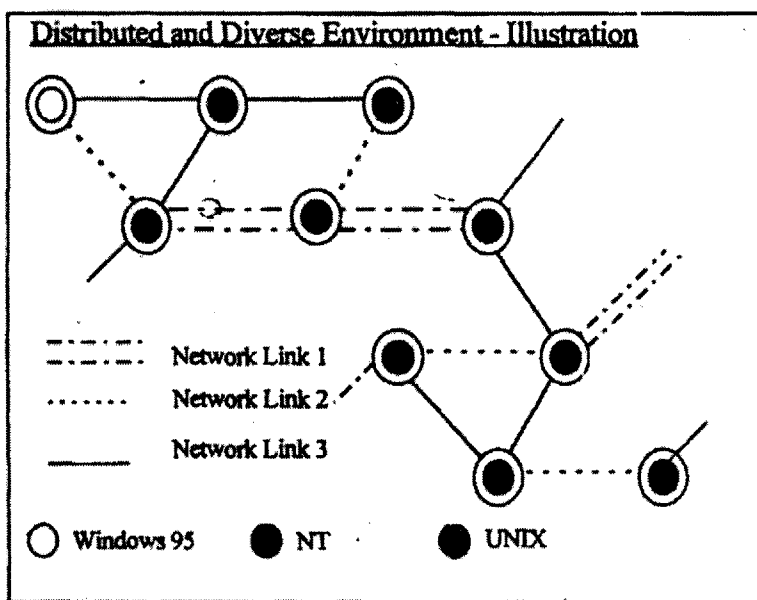 Distributed and Diverse Environment - Illustration
Network Link 1
Network Link 2
Network Link 3
Windows 95 NT UNIX